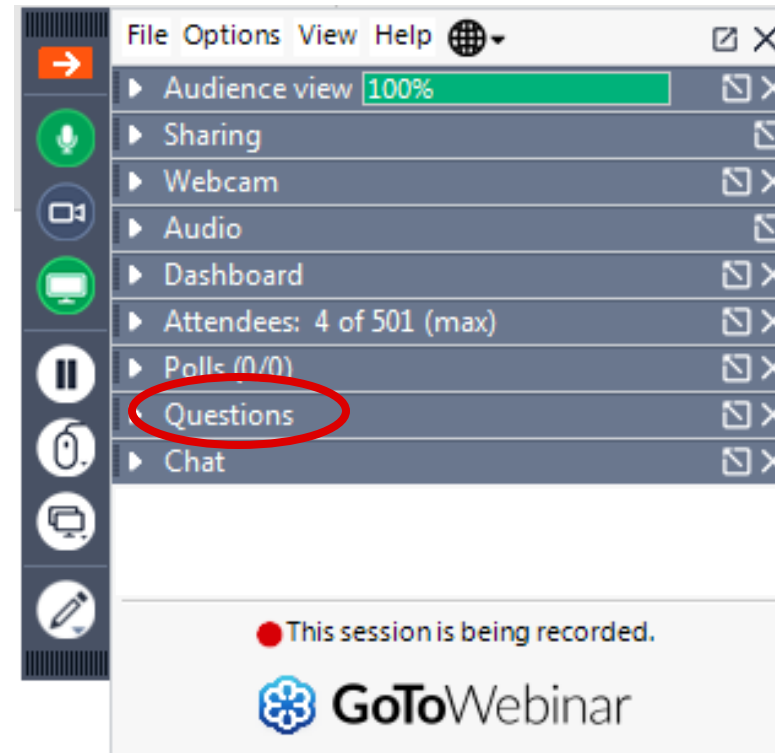 File Options View Help
Audience view 100%
Sharing
Webcam
Audio
Dashboard
Attendees: 4 of 501 (max)
Polls (0/0)
Questions
Chat
This session is being recorded.
GoToWebinar